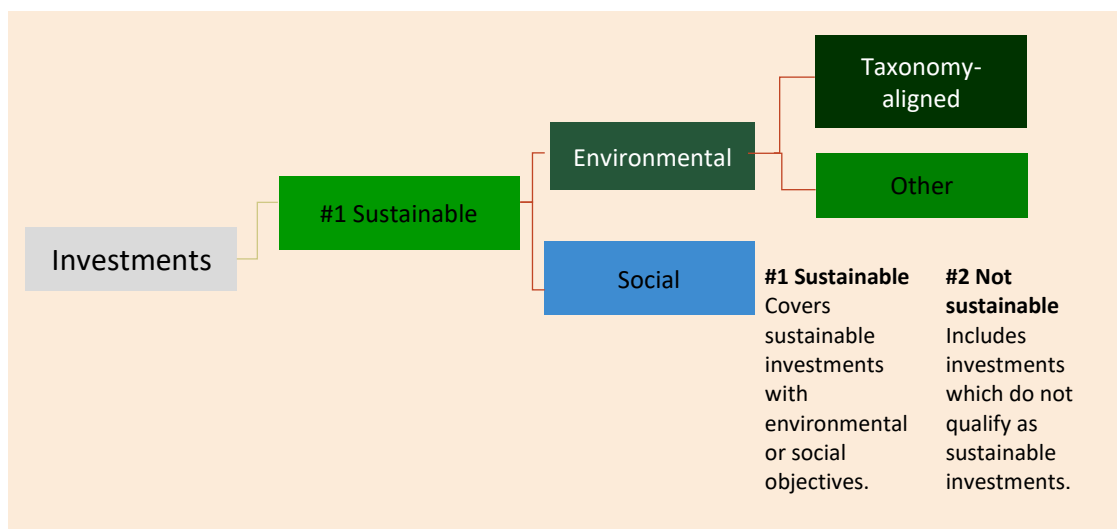 Taxonomy-
aligned
Environmental
Other
#1 Sustainable
Investments
Social
#1 Sustainable
Covers
sustainable
investments
with
environmental
or social
objectives.
#2 Not
sustainable
Includes
investments
which do not
qualify as
sustainable
investments.